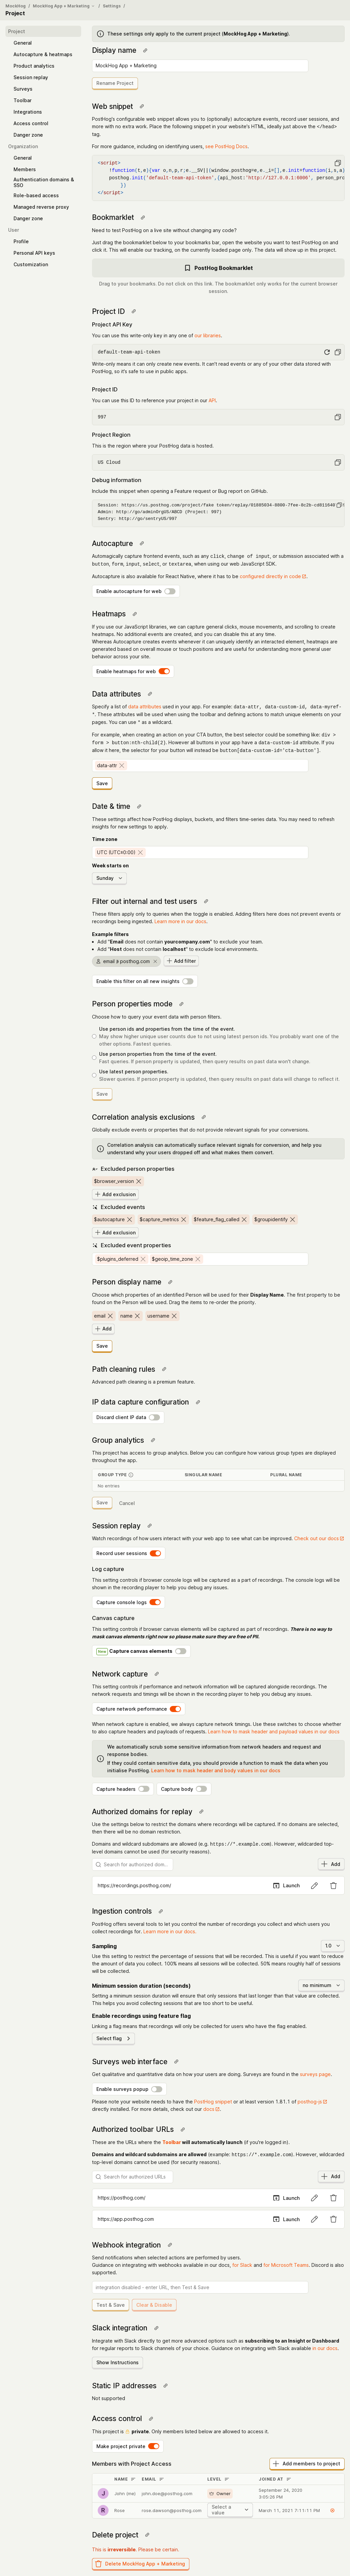 MockHog / MockHog App + Marketing / Settings /
Project
Project
General
Autocapture & heatmaps
Product analytics
Session replay
Surveys
Toolbar
Integrations
Access control
Danger zone
Organization
General
Members
Authentication domains &
SSO
Role-based access
Managed reverse proxy
Danger zone
User
Profile
Personal API keys
Customization
These settings only apply to the current project (MockHog App + Marketing).
Display name
MockHog App + Marketing
Rename Project
Web snippet
PostHog's configurable web snippet allows you to (optionally) autocapture events, record user sessions, and
more with no extra work. Place the following snippet in your website's HTML, ideally just above the </head>
tag.
For more guidance, including on identifying users, see PostHog Docs.
<script>
</script>
Bookmarklet
Need to test PostHog on a live site without changing any code?
Just drag the bookmarklet below to your bookmarks bar, open the website you want to test PostHog on and
click it. This will enable our tracking, on the currently loaded page only. The data will show up in this project.
PostHog Bookmarklet
Drag to your bookmarks. Do not click on this link. The bookmarklet only works for the current browser
session.
Project ID
Project API Key
You can use this write-only key in any one of our libraries.
default-team-api-token
Write-only means it can only create new events. It can't read events or any of your other data stored with
PostHog, so it's safe to use in public apps.
Project ID
You can use this ID to reference your project in our API.
997
Project Region
This is the region where your PostHog data is hosted.
US Cloud
Debug information
Include this snippet when opening a Feature request or Bug report on GitHub.
Admin: http://go/adminOrgUS/ABCD (Project: 997)
Sentry: http://go/sentryUS/997
Autocapture
Automagically capture frontend events, such as any click, change of input, or submission associated with a
button, form, input, select, or textarea, when using our web JavaScript SDK.
Autocapture is also available for React Native, where it has to be configured directly in code.
Enable autocapture for web
Heatmaps
If you use our JavaScript libraries, we can capture general clicks, mouse movements, and scrolling to create
heatmaps. No additional events are created, and you can disable this at any time.
Whereas Autocapture creates events whenever it can uniquely identify an interacted element, heatmaps are
generated based on overall mouse or touch positions and are useful for understanding more general user
behavior across your site.
Enable heatmaps for web
Data attributes
Specify a list of data attributes used in your app. For example: data-attr, data-custom-id, data-myref-
*. These attributes will be used when using the toolbar and defining actions to match unique elements on your
pages. You can use * as a wildcard.
For example, when creating an action on your CTA button, the best selector could be something like: div >
form > button:nth-child(2). However all buttons in your app have a data-custom-id attribute. If you
allow it here, the selector for your button will instead be button[data-custom-id='cta-button'].
data-attr
Save
Date & time
These settings affect how PostHog displays, buckets, and filters time-series data. You may need to refresh
insights for new settings to apply.
Time zone
UTC (UTC±0:00)
Week starts on
Sunday
Filter out internal and test users
These filters apply only to queries when the toggle is enabled. Adding filters here does not prevent events or
recordings being ingested. Learn more in our docs.
Example filters
Add "Email does not contain yourcompany.com" to exclude your team.
Add "Host does not contain localhost" to exclude local environments.
email ∌ posthog.com
Add filter
Enable this filter on all new insights
Person properties mode
Choose how to query your event data with person filters.
Use person ids and properties from the time of the event.
May show higher unique user counts due to not using latest person ids. You probably want one of the
other options. Fastest queries.
Use person properties from the time of the event.
Fast queries. If person property is updated, then query results on past data won't change.
Use latest person properties.
Slower queries. If person property is updated, then query results on past data will change to reflect it.
Save
Correlation analysis exclusions
Globally exclude events or properties that do not provide relevant signals for your conversions.
Correlation analysis can automatically surface relevant signals for conversion, and help you
understand why your users dropped off and what makes them convert.
Excluded person properties
$browser_version
Add exclusion
Excluded events
$autocapture $capture_metrics $feature_flag_called $groupidentify
Add exclusion
Excluded event properties
$plugins_deferred $geoip_time_zone
Person display name
Choose which properties of an identified Person will be used for their Display Name. The first property to be
found on the Person will be used. Drag the items to re-order the priority.
email name username
Add
Save
Path cleaning rules
Advanced path cleaning is a premium feature.
IP data capture configuration
Discard client IP data
Group analytics
This project has access to group analytics. Below you can configure how various group types are displayed
throughout the app.
GROUP TYPE SINGULAR NAME PLURAL NAME
No entries
Save Cancel
Session replay
Watch recordings of how users interact with your web app to see what can be improved. Check out our docs
Record user sessions
Log capture
This setting controls if browser console logs will be captured as a part of recordings. The console logs will be
shown in the recording player to help you debug any issues.
Capture console logs
Canvas capture
This setting controls if browser canvas elements will be captured as part of recordings. There is no way to
mask canvas elements right now so please make sure they are free of PII.
New Capture canvas elements
Network capture
This setting controls if performance and network information will be captured alongside recordings. The
network requests and timings will be shown in the recording player to help you debug any issues.
Capture network performance
When network capture is enabled, we always capture network timings. Use these switches to choose whether
to also capture headers and payloads of requests. Learn how to mask header and payload values in our docs
We automatically scrub some sensitive information from network headers and request and
response bodies.
If they could contain sensitive data, you should provide a function to mask the data when you
initialise PostHog. Learn how to mask header and body values in our docs
Capture headers Capture body
Authorized domains for replay
Use the settings below to restrict the domains where recordings will be captured. If no domains are selected,
then there will be no domain restriction.
Domains and wildcard subdomains are allowed (e.g. https://*.example.com). However, wildcarded top-
level domains cannot be used (for security reasons).
Search for authorized dom...
Add
https://recordings.posthog.com/ Launch
Ingestion controls
PostHog offers several tools to let you control the number of recordings you collect and which users you
collect recordings for. Learn more in our docs.
Sampling 1.0
Use this setting to restrict the percentage of sessions that will be recorded. This is useful if you want to reduce
the amount of data you collect. 100% means all sessions will be collected. 50% means roughly half of sessions
will be collected.
Minimum session duration (seconds) no minimum
Setting a minimum session duration will ensure that only sessions that last longer than that value are collected.
This helps you avoid collecting sessions that are too short to be useful.
Enable recordings using feature flag
Linking a flag means that recordings will only be collected for users who have the flag enabled.
Select flag
Surveys web interface
Get qualitative and quantitative data on how your users are doing. Surveys are found in the surveys page.
Enable surveys popup
Please note your website needs to have the PostHog snippet or at least version 1.81.1 of posthog-js
directly installed. For more details, check out our docs.
Authorized toolbar URLs
These are the URLs where the Toolbar will automatically launch (if you're logged in).
Domains and wildcard subdomains are allowed (example: https://*.example.com). However, wildcarded
top-level domains cannot be used (for security reasons).
Search for authorized URLs
Add
https://posthog.com/ Launch
https://app.posthog.com Launch
Webhook integration
Send notifications when selected actions are performed by users.
Guidance on integrating with webhooks available in our docs, for Slack and for Microsoft Teams. Discord is also
supported.
integration disabled - enter URL, then Test & Save
Test & Save Clear & Disable
Slack integration
Integrate with Slack directly to get more advanced options such as subscribing to an Insight or Dashboard
for regular reports to Slack channels of your choice. Guidance on integrating with Slack available in our docs.
Show Instructions
Static IP addresses
Not supported
Access control
This project is private. Only members listed below are allowed to access it.
Make project private
Members with Project Access
Add members to project
NAME EMAIL LEVEL JOINED AT
J John (me) john.doe@posthog.com Owner September 24, 2020
3:05:26 PM
R Rose rose.dawson@posthog.com Select a
value March 11, 2021 7:11:11 PM
Delete project
This is irreversible. Please be certain.
Delete MockHog App + Marketing